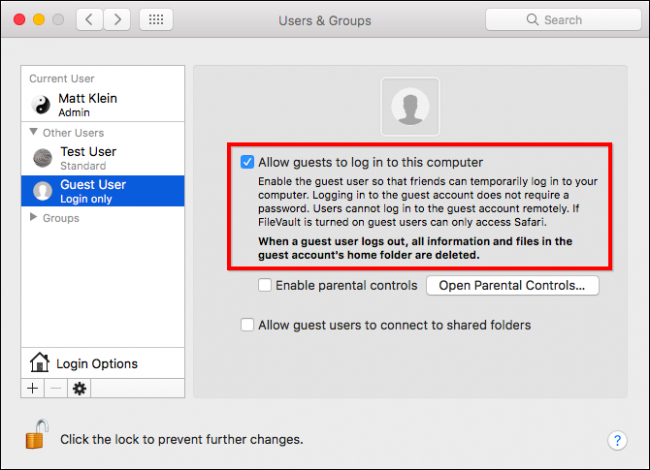 Users & Groups
Search
Current User
Matt Klein
Admin
Other Users
Test User
Standard
Guest User
Login only
Groups
Login Options
Allow guests to log in to this computer
Enable the guest user so that friends can temporarily log in to your
computer. Logging in to the guest account does not require a
password. Users cannot log in to the guest account remotely. If
FileVault is turned on guest users can only access Safari.
When a guest user logs out, all information and files in the
guest account's home folder are deleted.
Enable parental controls
Open Parental Controls...
Allow guest users to connect to shared folders
Click the lock to prevent further changes.
?